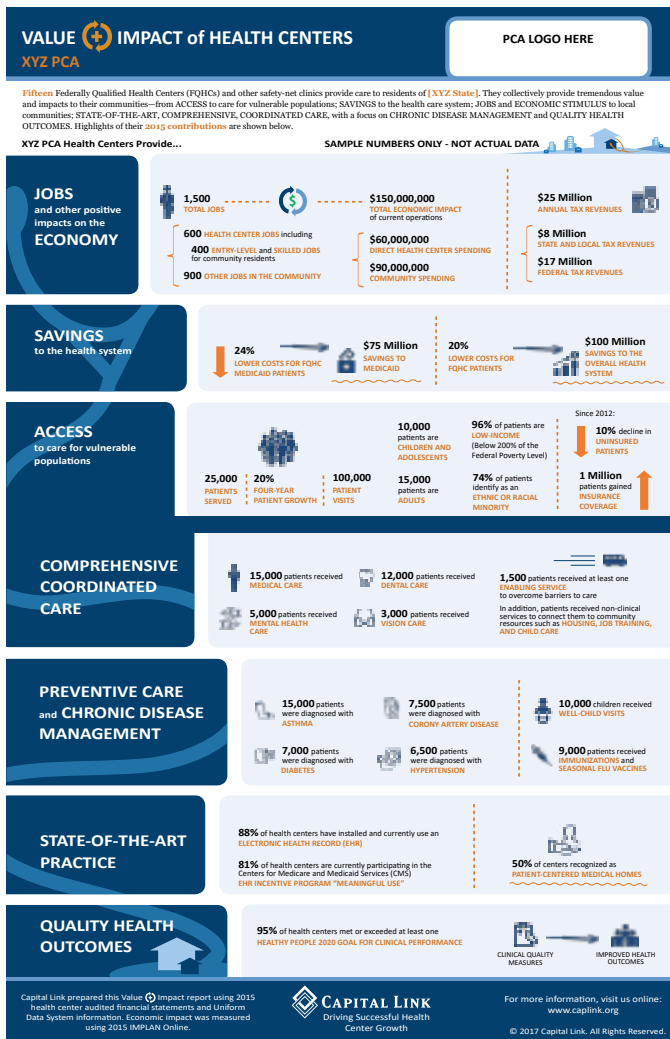 VALUE IMPACT of HEALTH CENTERS
XYZ PCA
PCA LOGO HERE
Fifteen Federally Qualified Health Centers (FQHCs) and other safety-net clinics provide care to residents of [XYZ State]. They collectively provide tremendous value
and impacts to their communities—from ACCESS to care for vulnerable populations; SAVINGS to the health care system; JOBS and ECONOMIC STIMULUS to local
communities; STATE-OF-THE-ART, COMPREHENSIVE, COORDINATED CARE, with a focus on CHRONIC DISEASE MANAGEMENT and QUALITY HEALTH
OUTCOMES. Highlights of their 2015 contributions are shown below.
XYZ PCA Health Centers Provide...
SAMPLE NUMBERS ONLY - NOT ACTUAL DATA
JOBS
and other positive
impacts on the
ECONOMY
1,500
TOTAL JOBS
$
$150,000,000
TOTAL ECONOMIC IMPACT
of current operations
$25 Million
ANNUAL TAX REVENUES
600 HEALTH CENTER JOBS including
400 ENTRY-LEVEL and SKILLED JOBS
for community residents
900 OTHER JOBS IN THE COMMUNITY
$60,000,000
DIRECT HEALTH CENTER SPENDING
$90,000,000
COMMUNITY SPENDING
$8 Million
STATE AND LOCAL TAX REVENUES
$17 Million
FEDERAL TAX REVENUES
SAVINGS
to the health system
24%
LOWER COSTS FOR FQHC
MEDICAID PATIENTS
$75 Million
SAVINGS TO
MEDICAID
20%
LOWER COSTS FOR
FQHC PATIENTS
$100 Million
SAVINGS TO THE
OVERALL HEALTH
SYSTEM
ACCESS
to care for vulnerable
populations
25,000
PATIENTS
SERVED
20%
FOUR-YEAR
PATIENT GROWTH
100,000
PATIENT
VISITS
10,000
patients are
CHILDREN AND
ADOLESCENTS
15,000
patients are
ADULTS
96% of patients are
LOW-INCOME
(Below 200% of the
Federal Poverty Level)
74% of patients
identify as an
ETHNIC OR RACIAL
MINORITY
Since 2012:
10% decline in
UNINSURED
PATIENTS
1 Million
patients gained
INSURANCE
COVERAGE
COMPREHENSIVE
COORDINATED
CARE
15,000 patients received
MEDICAL CARE
12,000 patients received
DENTAL CARE
5,000 patients received
MENTAL HEALTH
CARE
3,000 patients received
VISION CARE
1,500 patients received at least one
ENABLING SERVICE
to overcome barriers to care
In addition, patients received non-clinical
services to connect them to community
resources such as HOUSING, JOB TRAINING,
AND CHILD CARE
PREVENTIVE CARE
and CHRONIC DISEASE
MANAGEMENT
15,000 patients
were diagnosed with
ASTHMA
7,500 patients
were diagnosed with
CORONY ARTERY DISEASE
7,000 patients
were diagnosed with
DIABETES
6,500 patients
were diagnosed with
HYPERTENSION
10,000 children received
WELL-CHILD VISITS
9,000 patients received
IMMUNIZATIONS and
SEASONAL FLU VACCINES
STATE-OF-THE-ART
PRACTICE
88% of health centers have installed and currently use an
ELECTRONIC HEALTH RECORD (EHR)
81% of health centers are currently participating in the
Centers for Medicare and Medicaid Services (CMS)
EHR INCENTIVE PROGRAM "MEANINGFUL USE"
50% of centers recognized as
PATIENT-CENTERED MEDICAL HOMES
QUALITY HEALTH
OUTCOMES
95% of health centers met or exceeded at least one
HEALTHY PEOPLE 2020 GOAL FOR CLINICAL PERFORMANCE
CLINICAL QUALITY
MEASURES
IMPROVED HEALTH
OUTCOMES
Capital Link prepared this Value Impact report using 2015
health center audited financial statements and Uniform
Data System information. Economic impact was measured
using 2015 IMPLAN Online.
CAPITAL LINK
Driving Successful Health
Center Growth
For more information, visit us online:
www.caplink.org
© 2017 Capital Link. All Rights Reserved.